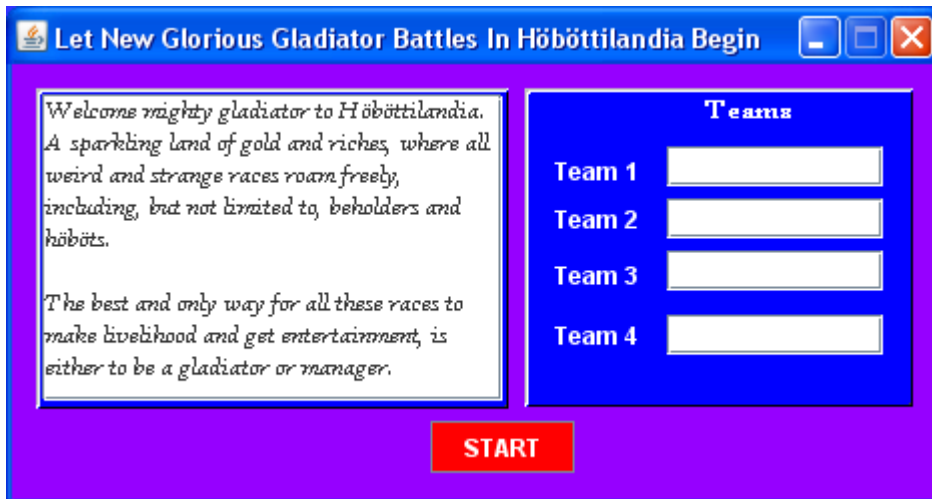 Let New Glorious Gladiator Battles In Höböttilandia Begin
Welcome mighty gladiator to Höböttilandia.
A sparkling land of gold and riches, where all
weird and strange races roam freely,
including, but not limited to, beholders and
höböts.
The best and only way for all these races to
make livelihood and get entertainment, is
either to be a gladiator or manager.
Teams
Team 1
Team 2
Team 3
Team 4
START